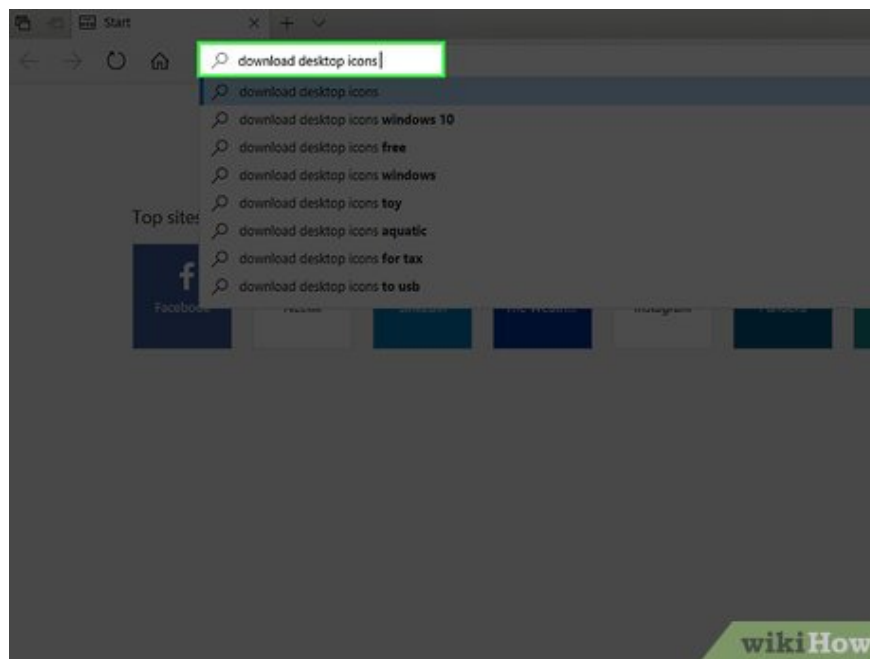 Start
download desktop icons
download desktop icons
download desktop icons windows 10
download desktop icons free
download desktop icons windows
download desktop icons toy
download desktop icons aquatic
download desktop icons for tax
download desktop icons to usb
Top sites
f
Facebook
wikiHow